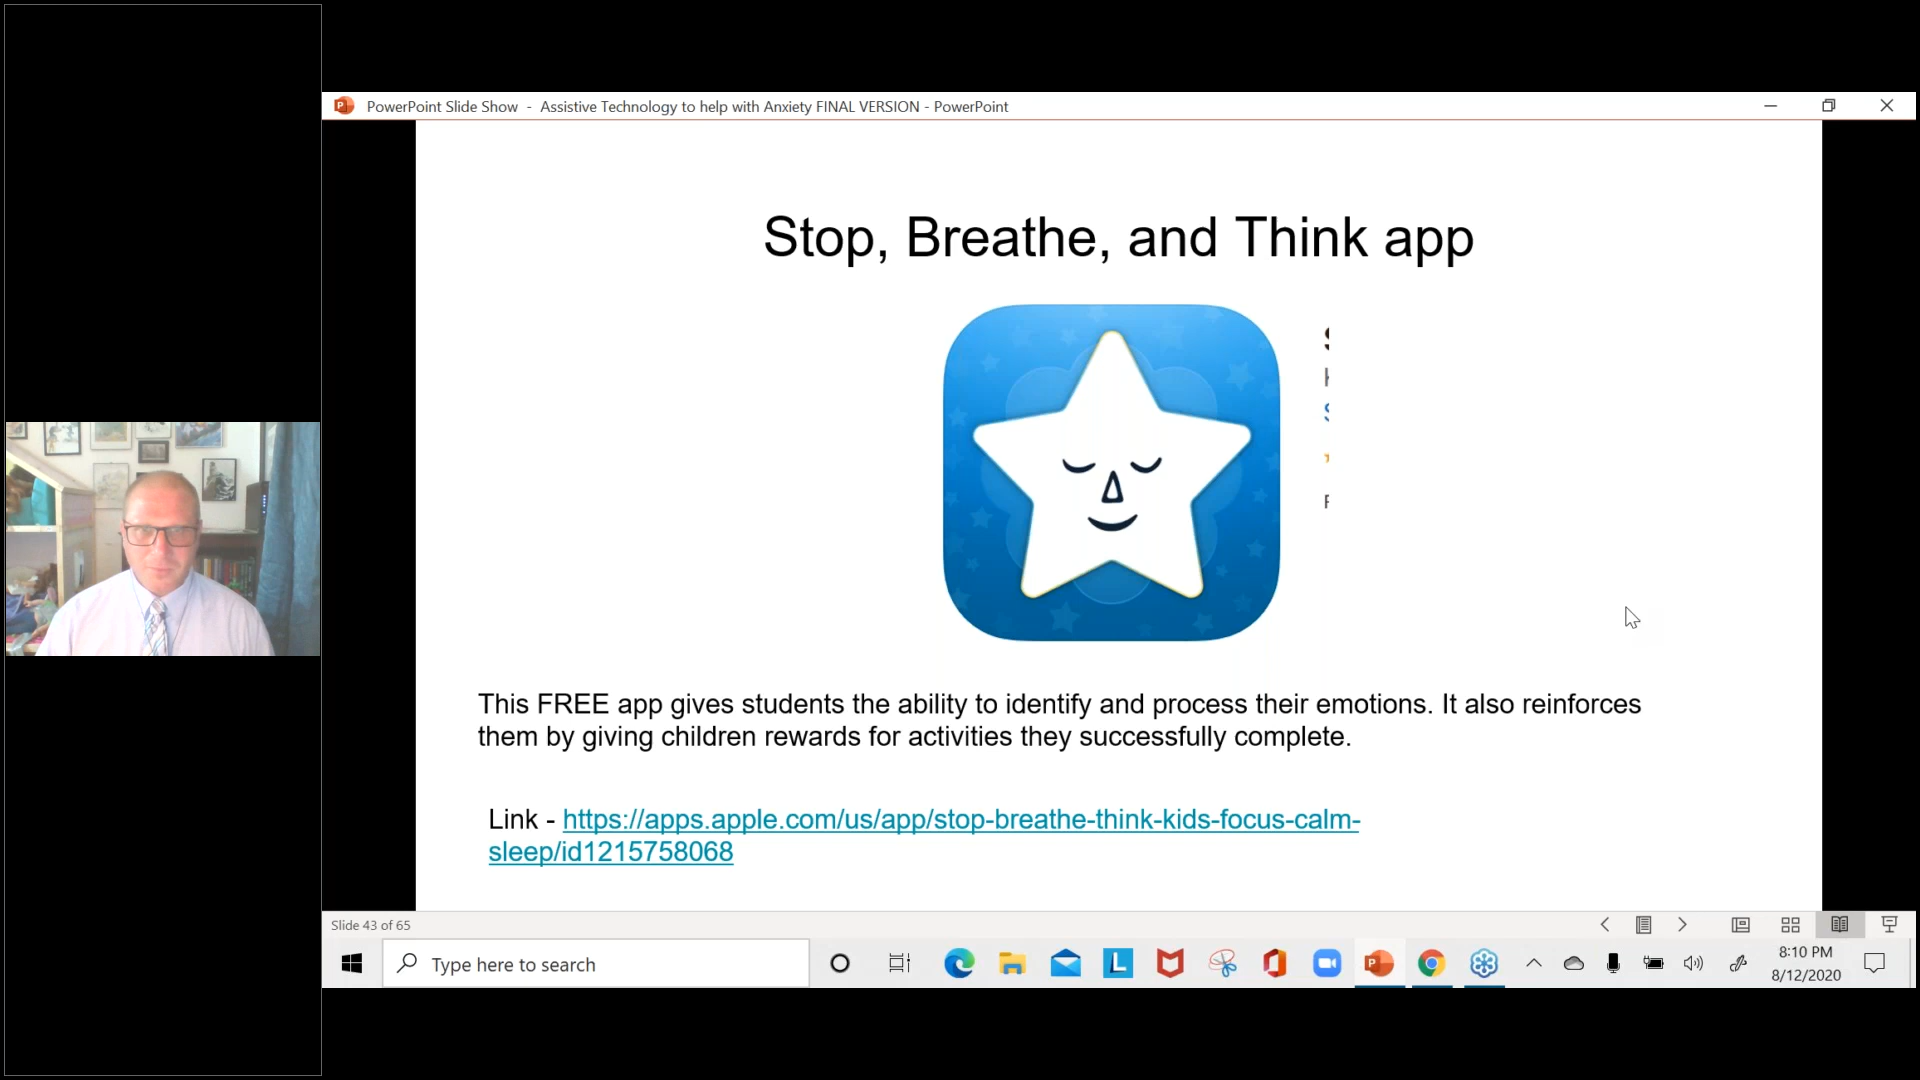 PowerPoint Slide Show - Assistive Technology to help with Anxiety FINAL VERSION - PowerPoint
Stop, Breathe, and Think app
This FREE app gives students the ability to identify and process their emotions. It also reinforces
them by giving children rewards for activities they successfully complete.
Link - https://apps.apple.com/us/app/stop-breathe-think-kids-focus-calm-
sleep/id1215758068
Slide 43 of 65
Type here to search
8:10 PM
8/12/2020